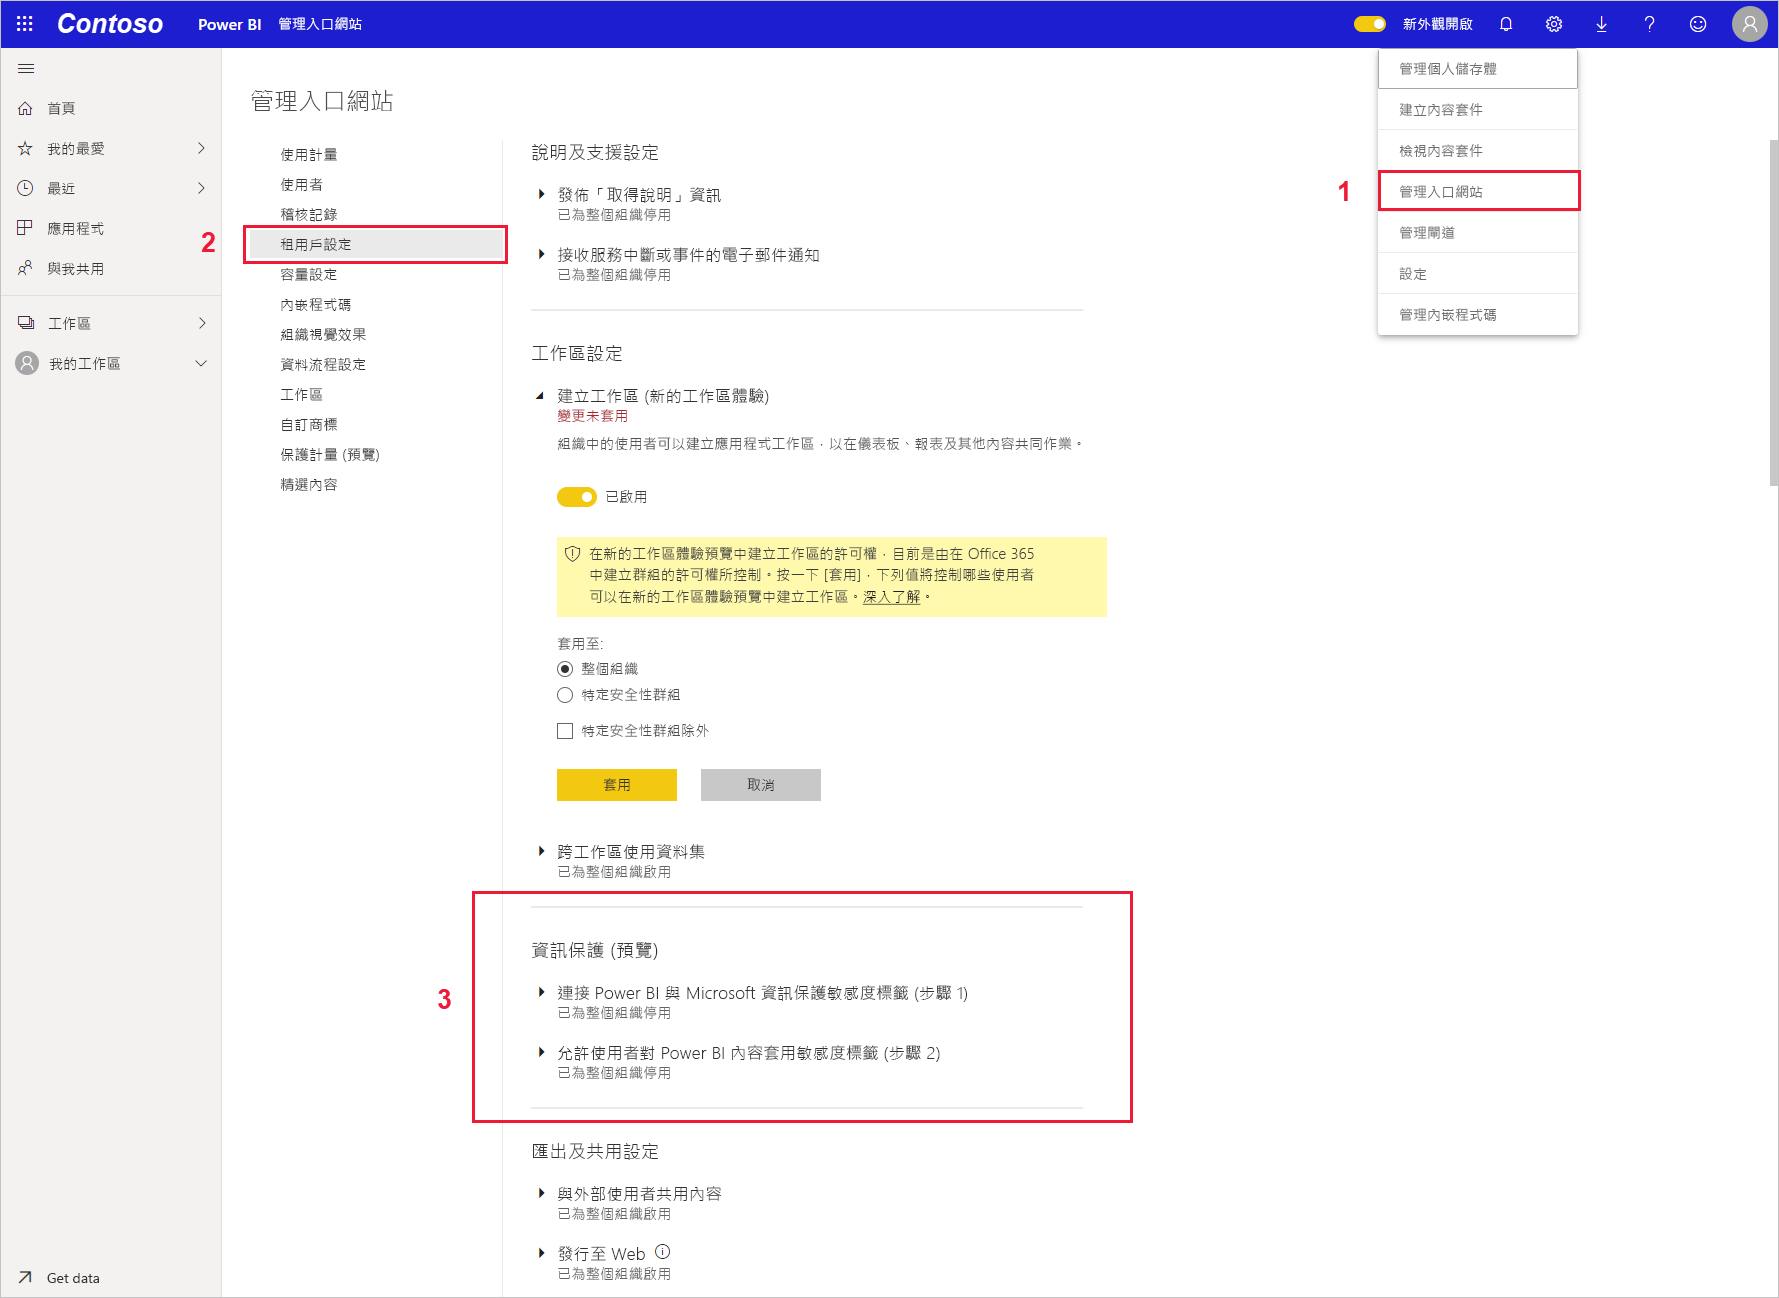 Contoso
Power BI
管理入口網站
新外觀開啟
管理個人儲存體
建立內容套件
檢視內容套件
1
管理入口網站
管理閘道
設定
管理內嵌程式碼
首頁
我的最愛
最近
應用程式
與我共用
工作區
我的工作區
Get data
管理入口網站
使用計量
使用者
稽核記錄
2
租用戶設定
容量設定
內嵌程式碼
組織視覺效果
資料流程設定
工作區
自訂商標
保護計量 (預覽)
精選內容
說明及支援設定
發佈「取得說明」資訊
已為整個組織停用
接收服務中斷或事件的電子郵件通知
已為整個組織停用
工作區設定
建立工作區 (新的工作區體驗)
變更未套用
組織中的使用者可以建立應用程式工作區，以在儀表板、報表及其他內容共同作業。
已啟用
在新的工作區體驗預覽中建立工作區的許可權，目前是由在 Office 365
中建立群組的許可權所控制。按一下 [套用]，下列值將控制哪些使用者
可以在新的工作區體驗預覽中建立工作區。深入了解。
套用至:
整個組織
特定安全性群組
特定安全性群組除外
套用
取消
跨工作區使用資料集
已為整個組織啟用
3
資訊保護 (預覽)
連接 Power BI 與 Microsoft 資訊保護敏感度標籤 (步驟 1)
已為整個組織停用
允許使用者對 Power BI 內容套用敏感度標籤 (步驟 2)
已為整個組織停用
匯出及共用設定
與外部使用者共用內容
已為整個組織啟用
發行至 Web
已為整個組織啟用